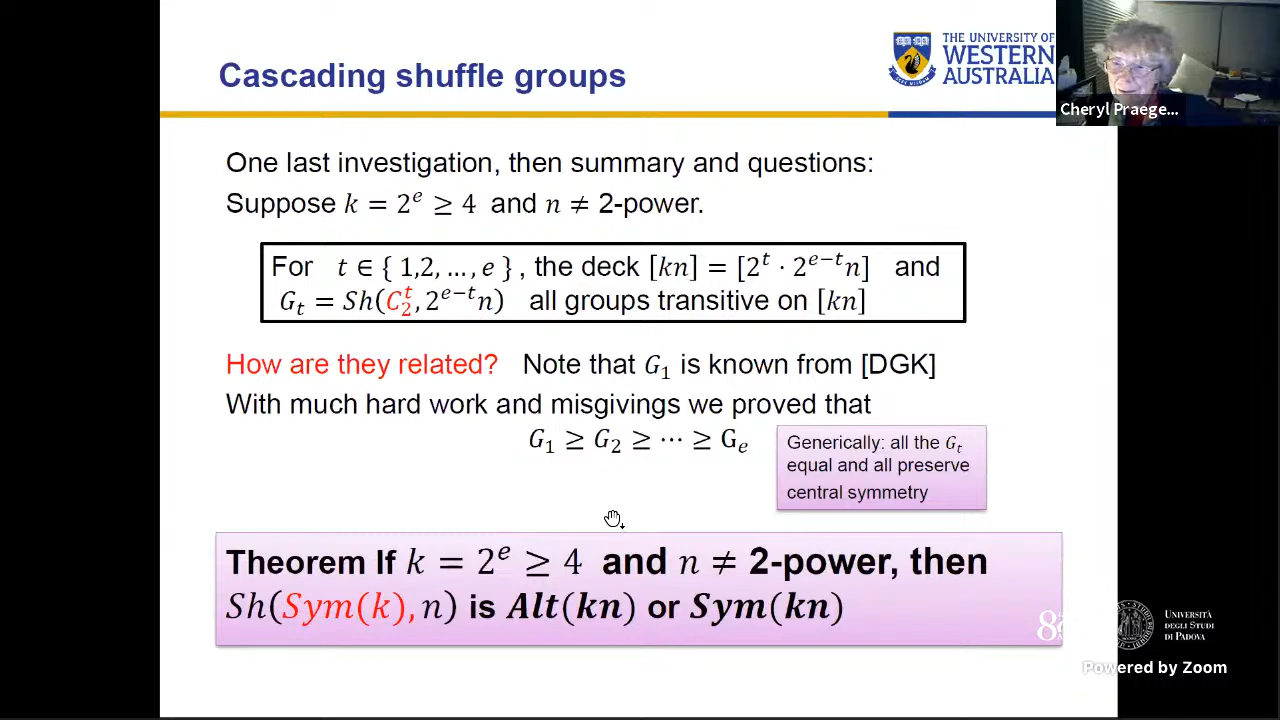 Cascading shuffle groups
THE UNIVERSITY OF
WESTERN
AUSTRALIA
Cheryl Praege...
One last investigation, then summary and questions:
Suppose k = 2^e ≥ 4 and n ≠ 2-power.
For t ∈ { 1,2, …, e } , the deck [kn] = [2^t · 2^{e−t}n] and
G_t = Sh(C_2^t, 2^{e−t}n) all groups transitive on [kn]
How are they related? Note that G_1 is known from [DGK]
With much hard work and misgivings we proved that
G_1 ≥ G_2 ≥ ⋯ ≥ G_e
Generically: all the G_t
equal and all preserve
central symmetry
Theorem If k = 2^e ≥ 4 and n ≠ 2-power, then
Sh(Sym(k), n) is Alt(kn) or Sym(kn)
UNIVERSITÀ
DEGLI STUDI
DI PADOVA
Powered by Zoom